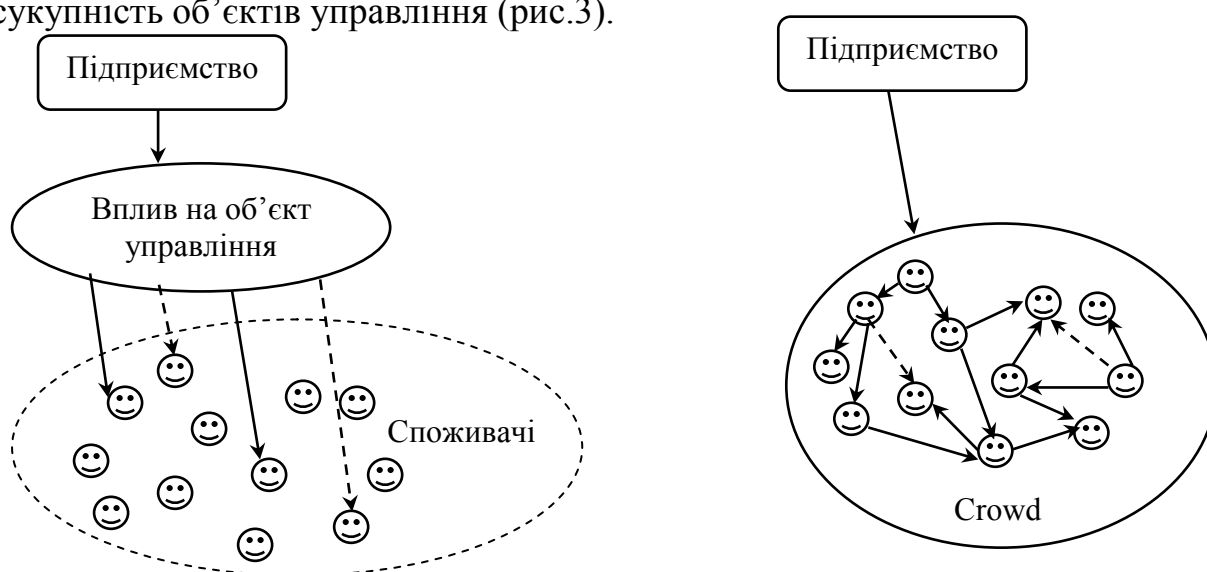 сукупність об’єктів управління (рис.3).
Підприємство
Вплив на об’єкт
управління
Споживачі
Підприємство
Crowd